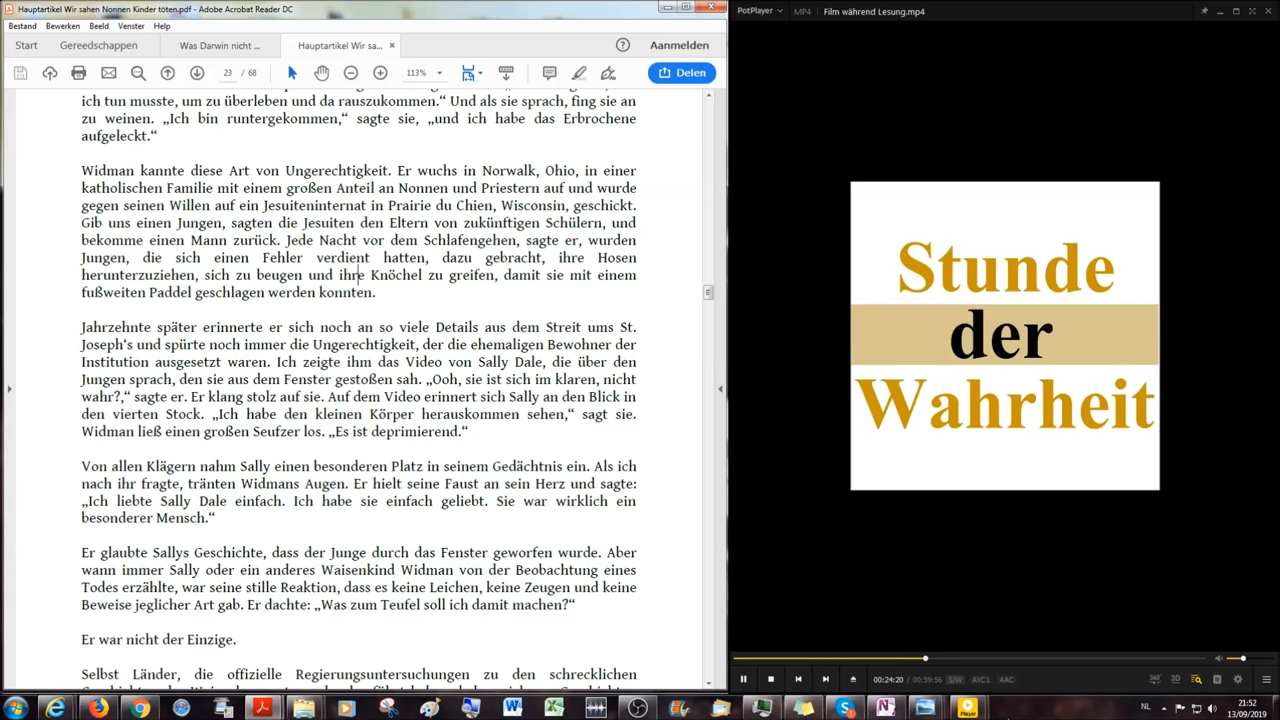 Hauptartikel Wir sahen Nonnen Kinder töten.pdf - Adobe Acrobat Reader DC
Bestand Bewerken Beeld Venster Help
Start Gereedschappen Was Darwin nicht ... Hauptartikel Wir sa... × Aanmelden
23 / 68 113% Delen
ich tun musste, um zu überleben und da rauszukommen.“ Und als sie sprach, fing sie an
zu weinen. „Ich bin runtergekommen,“ sagte sie, „und ich habe das Erbrochene
aufgeleckt.“
Widman kannte diese Art von Ungerechtigkeit. Er wuchs in Norwalk, Ohio, in einer
katholischen Familie mit einem großen Anteil an Nonnen und Priestern auf und wurde
gegen seinen Willen auf ein Jesuiteninternat in Prairie du Chien, Wisconsin, geschickt.
Gib uns einen Jungen, sagten die Jesuiten den Eltern von zukünftigen Schülern, und
bekomme einen Mann zurück. Jede Nacht vor dem Schlafengehen, sagte er, wurden
Jungen, die sich einen Fehler verdient hatten, dazu gebracht, ihre Hosen
herunterzuziehen, sich zu beugen und ihre Knöchel zu greifen, damit sie mit einem
fußweiten Paddel geschlagen werden konnten.
Jahrzehnte später erinnerte er sich noch an so viele Details aus dem Streit ums St.
Joseph‘s und spürte noch immer die Ungerechtigkeit, der die ehemaligen Bewohner der
Institution ausgesetzt waren. Ich zeigte ihm das Video von Sally Dale, die über den
Jungen sprach, den sie aus dem Fenster gestoßen sah. „Ooh, sie ist sich im klaren, nicht
wahr?,“ sagte er. Er klang stolz auf sie. Auf dem Video erinnert sich Sally an den Blick in
den vierten Stock. „Ich habe den kleinen Körper herauskommen sehen,“ sagt sie.
Widman ließ einen großen Seufzer los. „Es ist deprimierend.“
Von allen Klägern nahm Sally einen besonderen Platz in seinem Gedächtnis ein. Als ich
nach ihr fragte, tränten Widmans Augen. Er hielt seine Faust an sein Herz und sagte:
„Ich liebte Sally Dale einfach. Ich habe sie einfach geliebt. Sie war wirklich ein
besonderer Mensch.“
Er glaubte Sallys Geschichte, dass der Junge durch das Fenster geworfen wurde. Aber
wann immer Sally oder ein anderes Waisenkind Widman von der Beobachtung eines
Todes erzählte, war seine stille Reaktion, dass es keine Leichen, keine Zeugen und keine
Beweise jeglicher Art gab. Er dachte: „Was zum Teufel soll ich damit machen?“
Er war nicht der Einzige.
Selbst Länder, die offizielle Regierungsuntersuchungen zu den schrecklichen
PotPlayer MP4 Film während Lesung.mp4
Stunde
der
Wahrheit
00:24:20 / 00:59:56 S/W AVC1 AAC
360° 3D
NL 21:52
13/09/2019